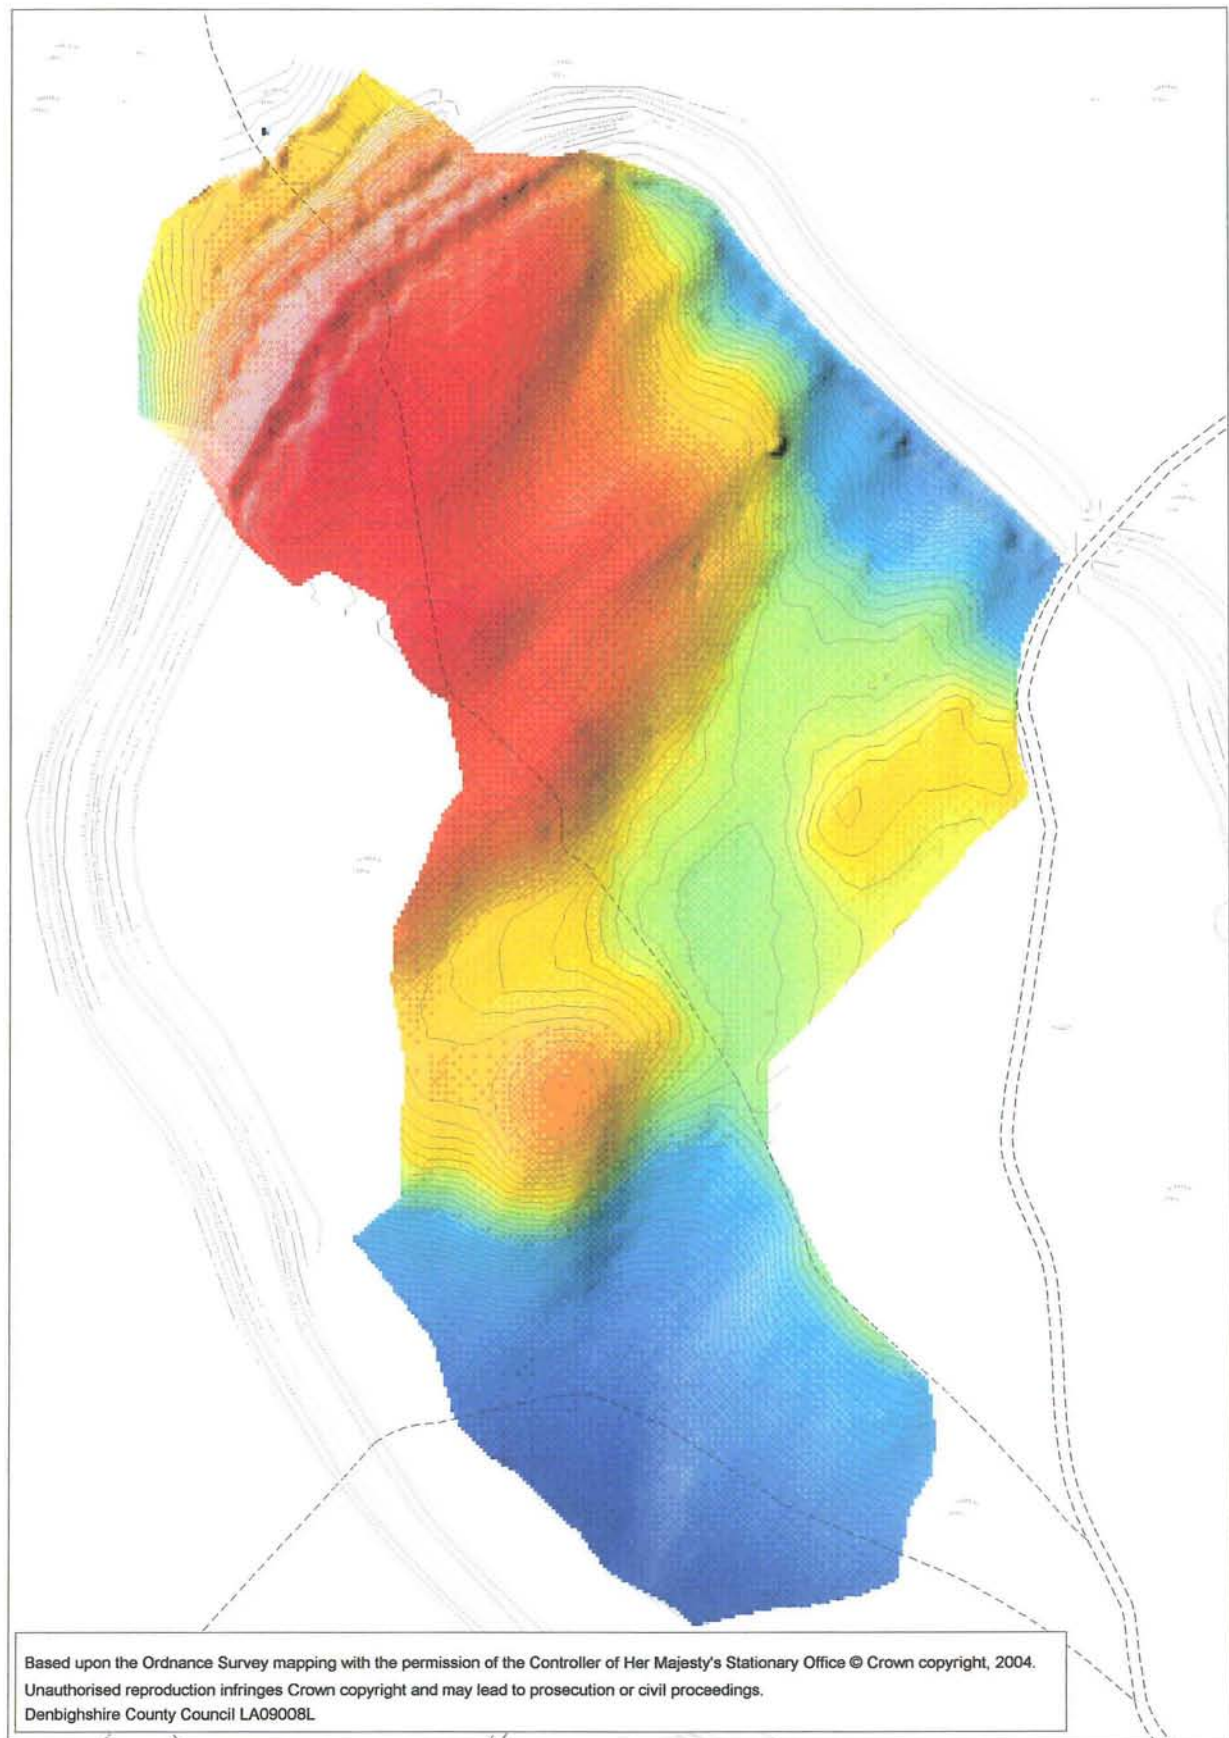 Based upon the Ordnance Survey mapping with the permission of the Controller of Her Majesty's Stationary Office © Crown copyright, 2004.
Unauthorised reproduction infringes Crown copyright and may lead to prosecution or civil proceedings.
Denbighshire County Council LA09008L